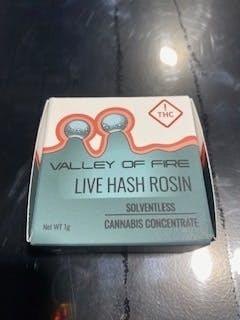 !
THC
VALLEY OF FIRE
LIVE HASH ROSIN
SOLVENTLESS
CANNABIS CONCENTRATE
Net WT 1g